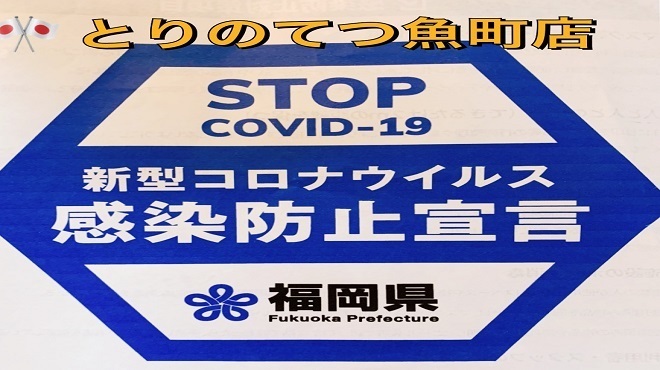 とりのてつ魚町店
STOP
COVID-19
新型コロナウイルス
感染防止宣言
福岡県
Fukuoka Prefecture